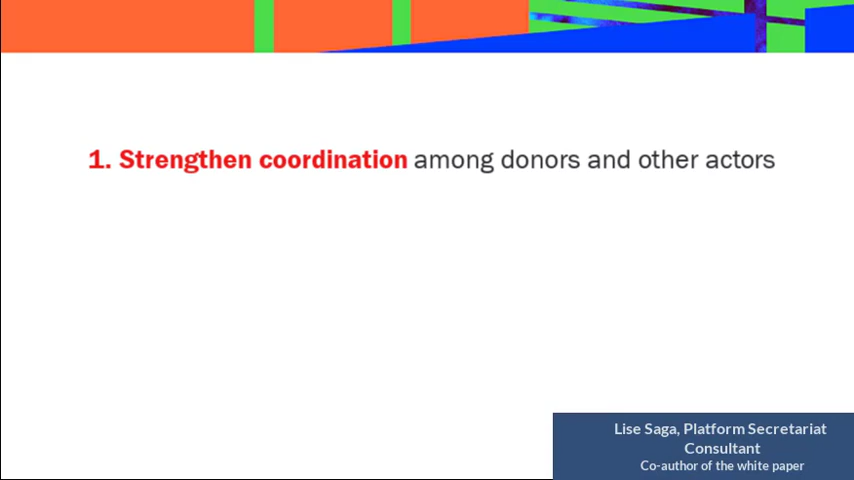 1. Strengthen coordination among donors and other actors
Lise Saga, Platform Secretariat
Consultant
Co-author of the white paper